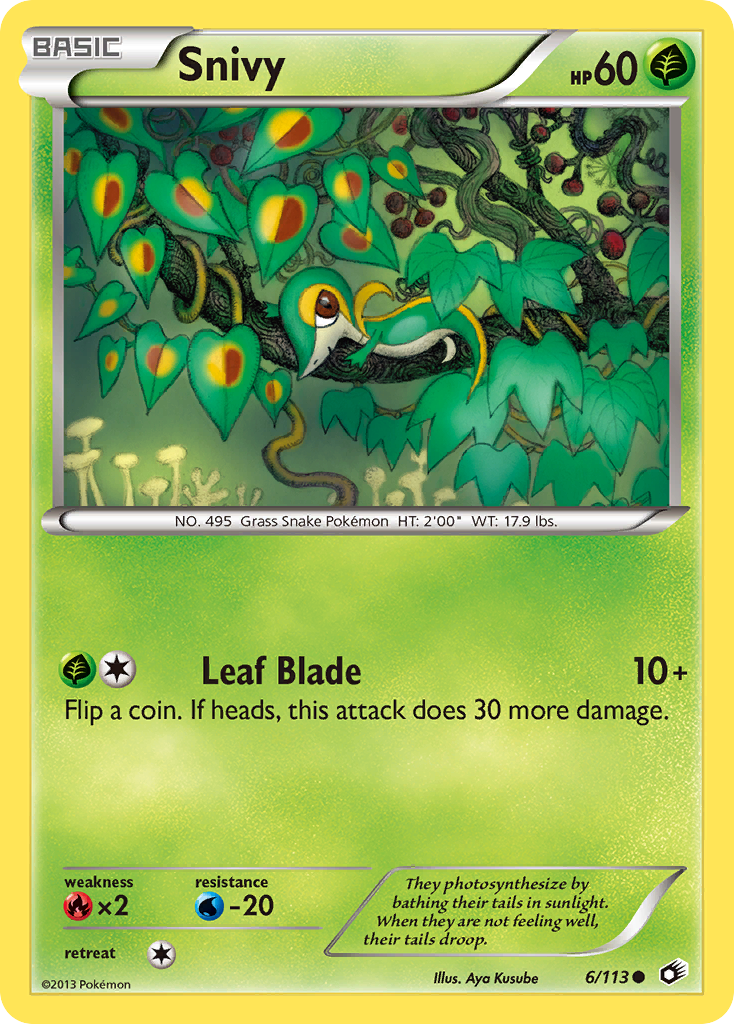 BASIC
Snivy
HP60
NO. 495 Grass Snake Pokémon HT: 2'00" WT: 17.9 lbs.
Leaf Blade 10+
Flip a coin. If heads, this attack does 30 more damage.
weakness resistance
×2 -20
retreat
They photosynthesize by
bathing their tails in sunlight.
When they are not feeling well,
their tails droop.
©2013 Pokémon Illus. Aya Kusube 6/113